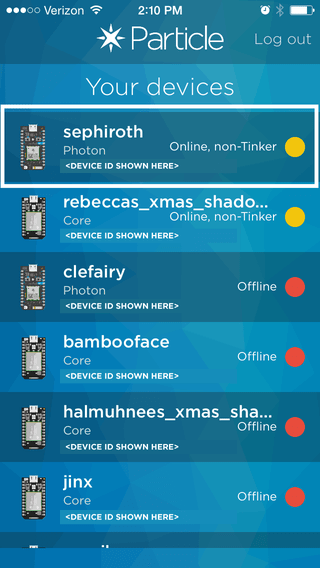 Verizon 2:10 PM
Particle Log out
Your devices
sephiroth
Photon Online, non-Tinker
<DEVICE ID SHOWN HERE>
rebeccas_xmas_shado...
Core Online, non-Tinker
<DEVICE ID SHOWN HERE>
clefairy
Photon Offline
<DEVICE ID SHOWN HERE>
bambooface
Core Offline
<DEVICE ID SHOWN HERE>
halmuhnees_xmas_sha...
Core Offline
<DEVICE ID SHOWN HERE>
jinx
Core Offline
<DEVICE ID SHOWN HERE>